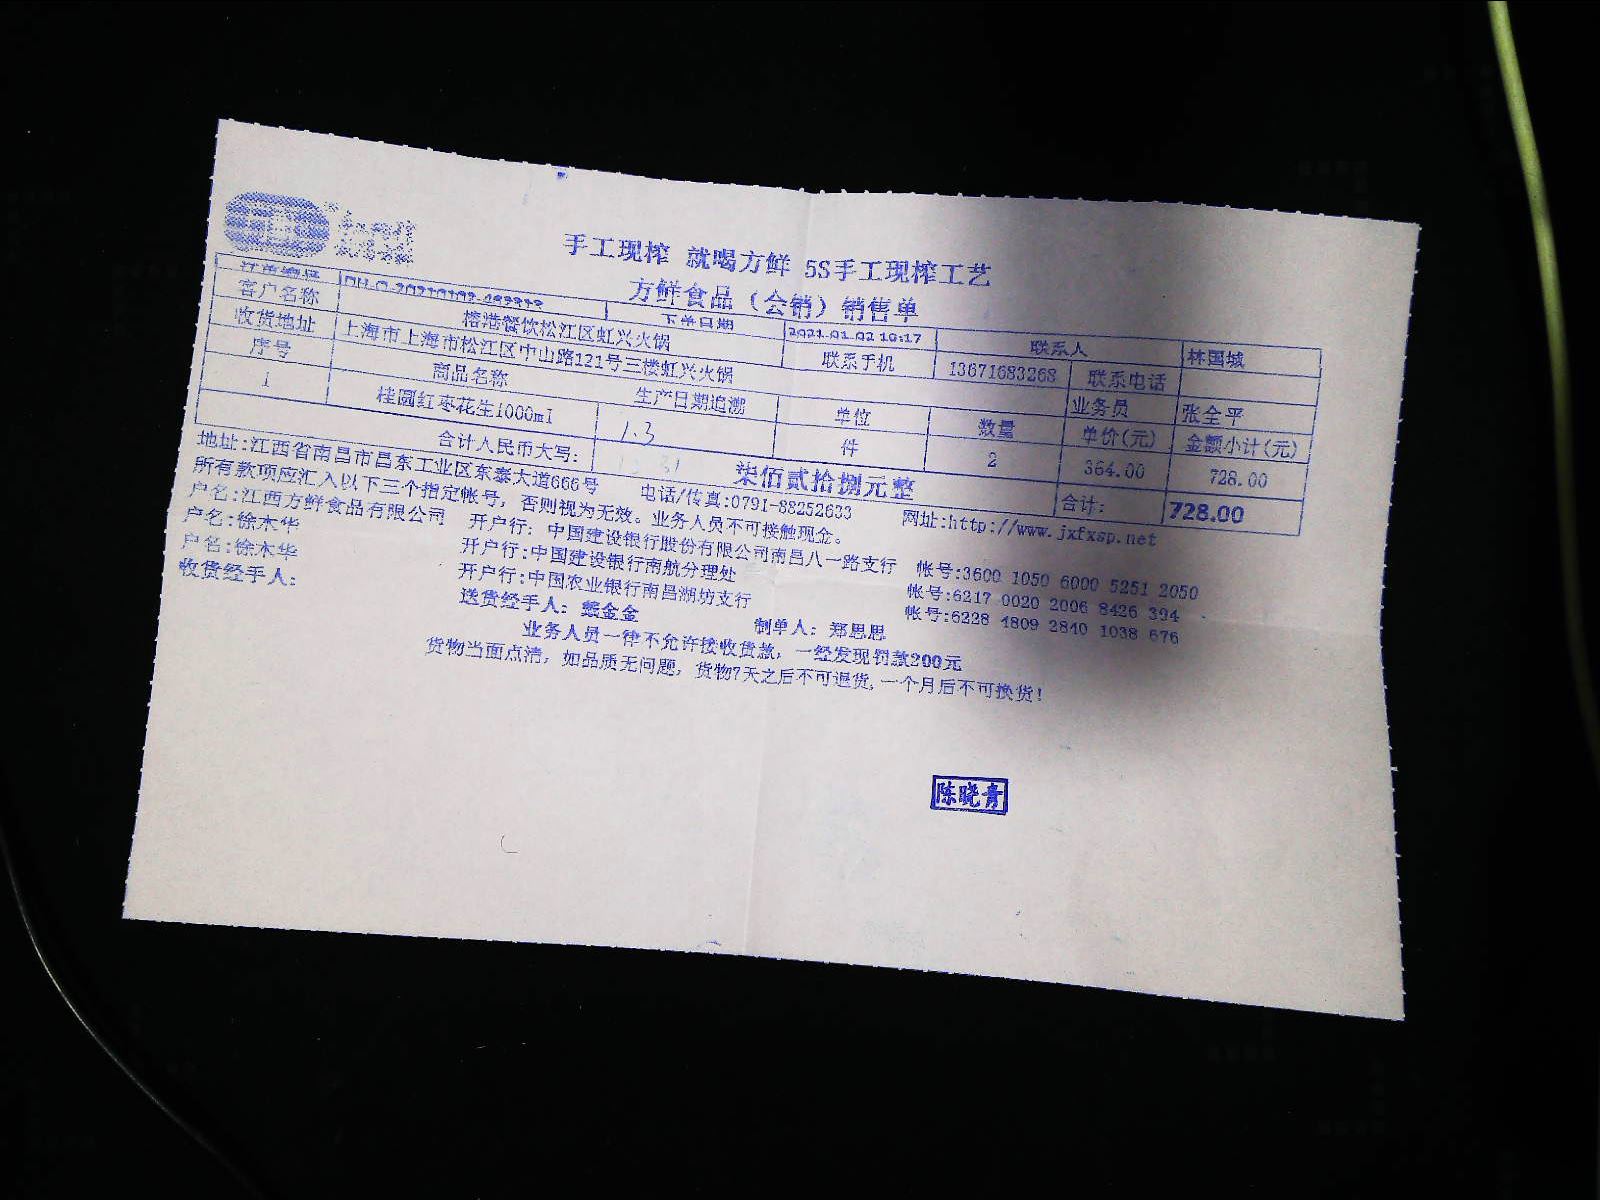 手工现榨 就喝方鲜 5S手工现榨工艺
方鲜食品（会销）销售单
订单编号 下单日期 2021.01.02 10:17 联系人 林国城
客户名称 榕港餐饮松江区虹兴火锅 联系手机 13671683268 联系电话
收货地址 上海市上海市松江区中山路121号三楼虹兴火锅 业务员 张全平
序号 商品名称 生产日期追溯 单位 数量 单价(元) 金额小计(元)
1 桂圆红枣花生1000ml 1.3 件 2 364.00 728.00
合计人民币大写: 柒佰贰拾捌元整 合计: 728.00
地址:江西省南昌市昌东工业区东泰大道666号 电话/传真:0791-88252633 网址:http://www.jxfxsp.net
所有款项应汇入以下三个指定帐号，否则视为无效。业务人员不可接触现金。
户名:江西方鲜食品有限公司 开户行: 中国建设银行股份有限公司南昌八一路支行 帐号:3600 1050 6000 5251 2050
户名:徐木华 开户行:中国建设银行南航分理处 帐号:6217 0020 2006 8426 394
户名:徐木华 开户行:中国农业银行南昌湖坊支行 帐号:6228 4809 2840 1038 676
收货经手人: 送货经手人: 熊金金 制单人: 郑思思
业务人员一律不允许接收货款，一经发现罚款200元
货物当面点清，如品质无问题，货物7天之后不可退货,一个月后不可换货！
陈晓青